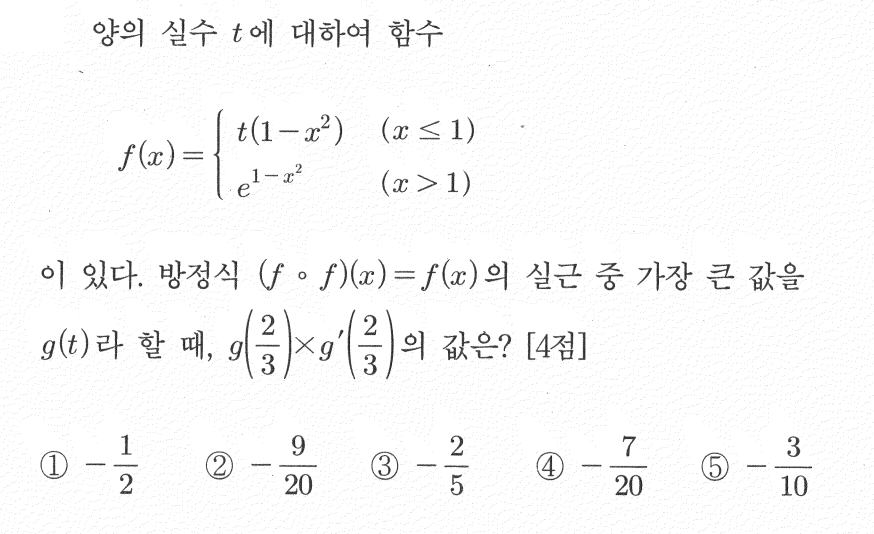 양의 실수 t에 대하여 함수
f(x) = { t(1−x²) (x ≤ 1)
e^{1−x²} (x > 1)
이 있다. 방정식 (f ∘ f)(x) = f(x)의 실근 중 가장 큰 값을
g(t)라 할 때, g(2/3)×g′(2/3)의 값은? [4점]
① −1/2 ② −9/20 ③ −2/5 ④ −7/20 ⑤ −3/10